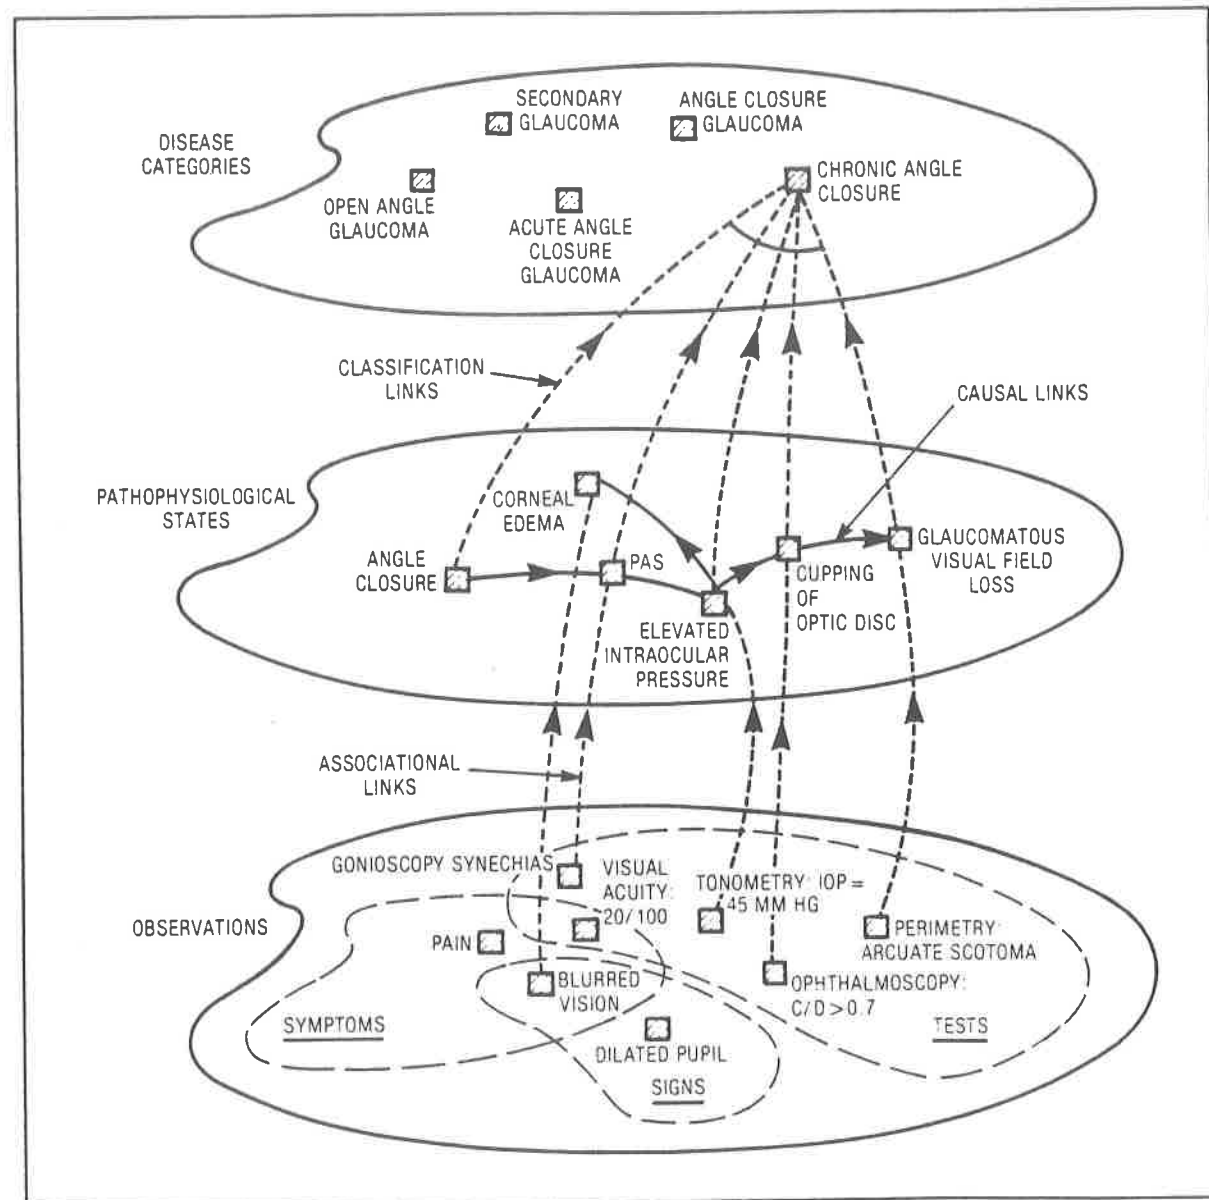 SECONDARY
GLAUCOMA
ANGLE CLOSURE
GLAUCOMA
DISEASE
CATEGORIES
CHRONIC ANGLE
CLOSURE
OPEN ANGLE
GLAUCOMA
ACUTE ANGLE
CLOSURE
GLAUCOMA
CLASSIFICATION
LINKS
CAUSAL LINKS
PATHOPHYSIOLOGICAL
STATES
CORNEAL
EDEMA
ANGLE
CLOSURE
PAS
GLAUCOMATOUS
VISUAL FIELD
LOSS
CUPPING
OF
OPTIC DISC
ELEVATED
INTRAOCULAR
PRESSURE
ASSOCIATIONAL
LINKS
GONIOSCOPY SYNECHIAS
VISUAL
ACUITY:
20/100
TONOMETRY: IOP =
45 MM HG
OBSERVATIONS
PAIN
PERIMETRY:
ARCUATE SCOTOMA
BLURRED
VISION
OPHTHALMOSCOPY:
C/D > 0.7
SYMPTOMS
TESTS
DILATED PUPIL
SIGNS